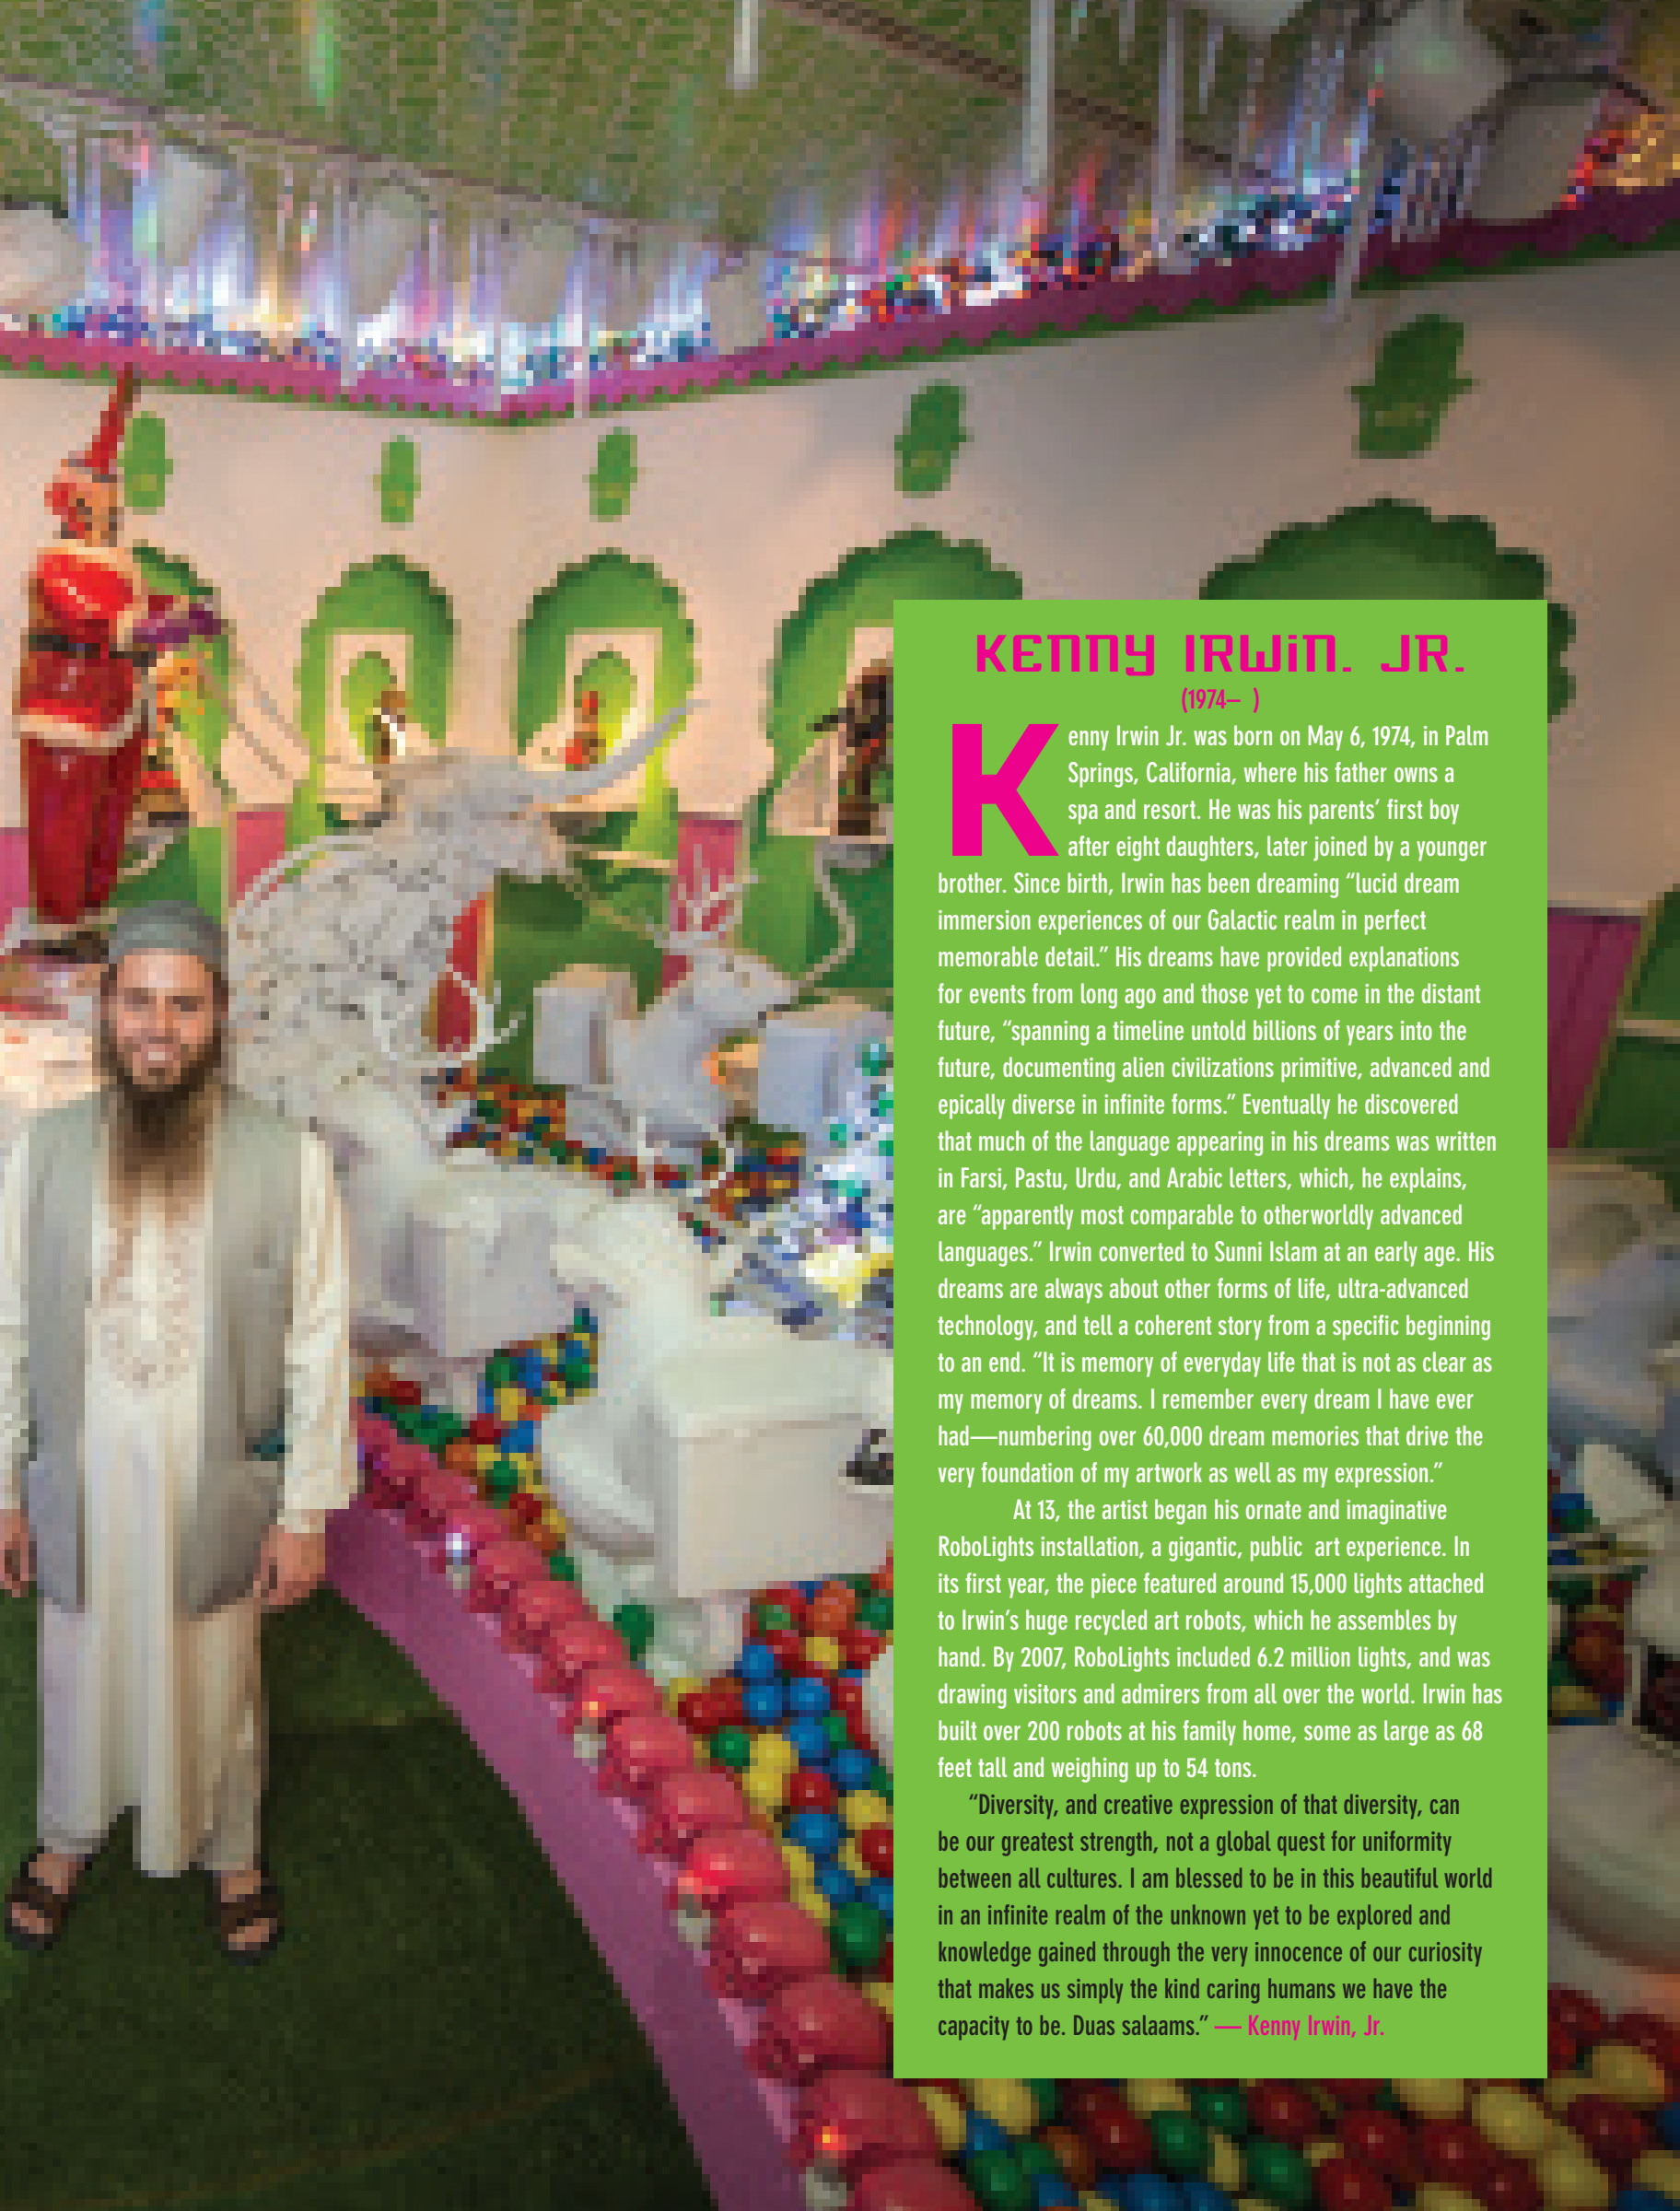 KENNY IRWiN. JR.
(1974– )
Kenny Irwin Jr. was born on May 6, 1974, in Palm
Springs, California, where his father owns a
spa and resort. He was his parents’ first boy
after eight daughters, later joined by a younger
brother. Since birth, Irwin has been dreaming “lucid dream
immersion experiences of our Galactic realm in perfect
memorable detail.” His dreams have provided explanations
for events from long ago and those yet to come in the distant
future, “spanning a timeline untold billions of years into the
future, documenting alien civilizations primitive, advanced and
epically diverse in infinite forms.” Eventually he discovered
that much of the language appearing in his dreams was written
in Farsi, Pastu, Urdu, and Arabic letters, which, he explains,
are “apparently most comparable to otherworldly advanced
languages.” Irwin converted to Sunni Islam at an early age. His
dreams are always about other forms of life, ultra-advanced
technology, and tell a coherent story from a specific beginning
to an end. “It is memory of everyday life that is not as clear as
my memory of dreams. I remember every dream I have ever
had—numbering over 60,000 dream memories that drive the
very foundation of my artwork as well as my expression.”
At 13, the artist began his ornate and imaginative
RoboLights installation, a gigantic, public art experience. In
its first year, the piece featured around 15,000 lights attached
to Irwin’s huge recycled art robots, which he assembles by
hand. By 2007, RoboLights included 6.2 million lights, and was
drawing visitors and admirers from all over the world. Irwin has
built over 200 robots at his family home, some as large as 68
feet tall and weighing up to 54 tons.
“Diversity, and creative expression of that diversity, can
be our greatest strength, not a global quest for uniformity
between all cultures. I am blessed to be in this beautiful world
in an infinite realm of the unknown yet to be explored and
knowledge gained through the very innocence of our curiosity
that makes us simply the kind caring humans we have the
capacity to be. Duas salaams.” — Kenny Irwin, Jr.